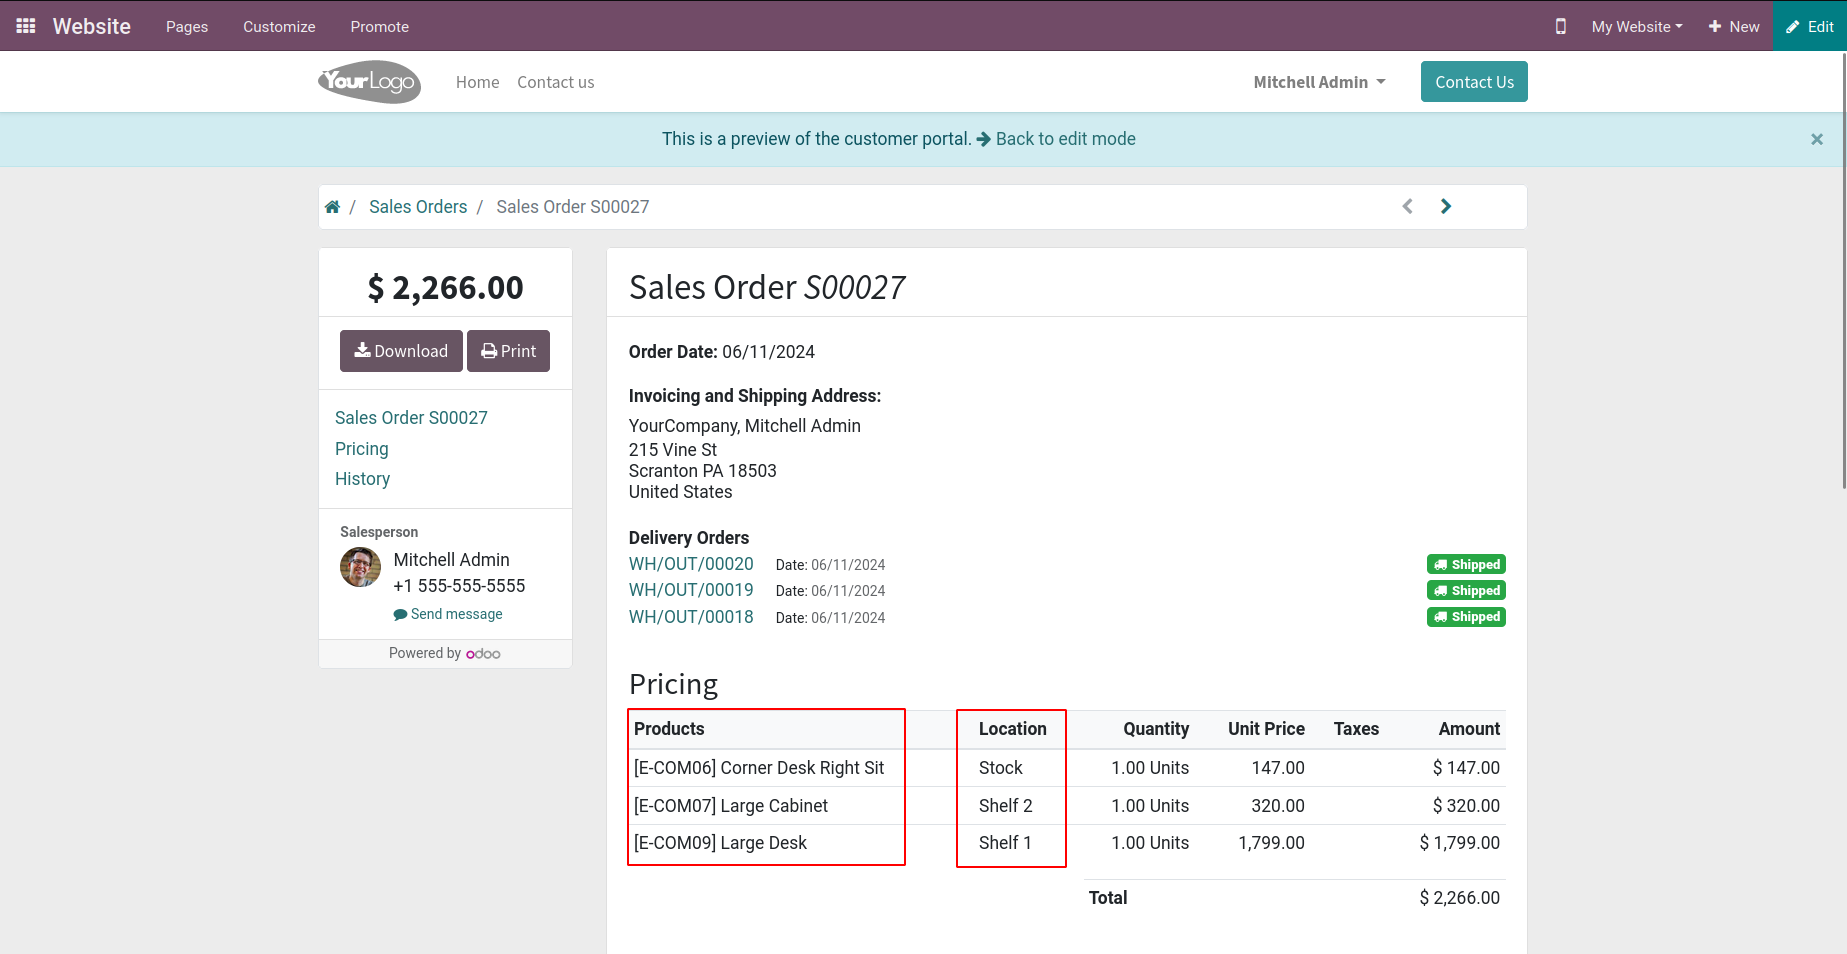 Website Pages Customize Promote My Website New Edit
YourLogo Home Contact us Mitchell Admin Contact Us
This is a preview of the customer portal. Back to edit mode ×
/ Sales Orders / Sales Order S00027
$ 2,266.00
Download Print
Sales Order S00027
Pricing
History
Salesperson
Mitchell Admin
+1 555-555-5555
Send message
Powered by odoo
Sales Order S00027
Order Date: 06/11/2024
Invoicing and Shipping Address:
YourCompany, Mitchell Admin
215 Vine St
Scranton PA 18503
United States
Delivery Orders
WH/OUT/00020 Date: 06/11/2024 Shipped
WH/OUT/00019 Date: 06/11/2024 Shipped
WH/OUT/00018 Date: 06/11/2024 Shipped
Pricing
Products Location Quantity Unit Price Taxes Amount
[E-COM06] Corner Desk Right Sit Stock 1.00 Units 147.00 $ 147.00
[E-COM07] Large Cabinet Shelf 2 1.00 Units 320.00 $ 320.00
[E-COM09] Large Desk Shelf 1 1.00 Units 1,799.00 $ 1,799.00
Total $ 2,266.00